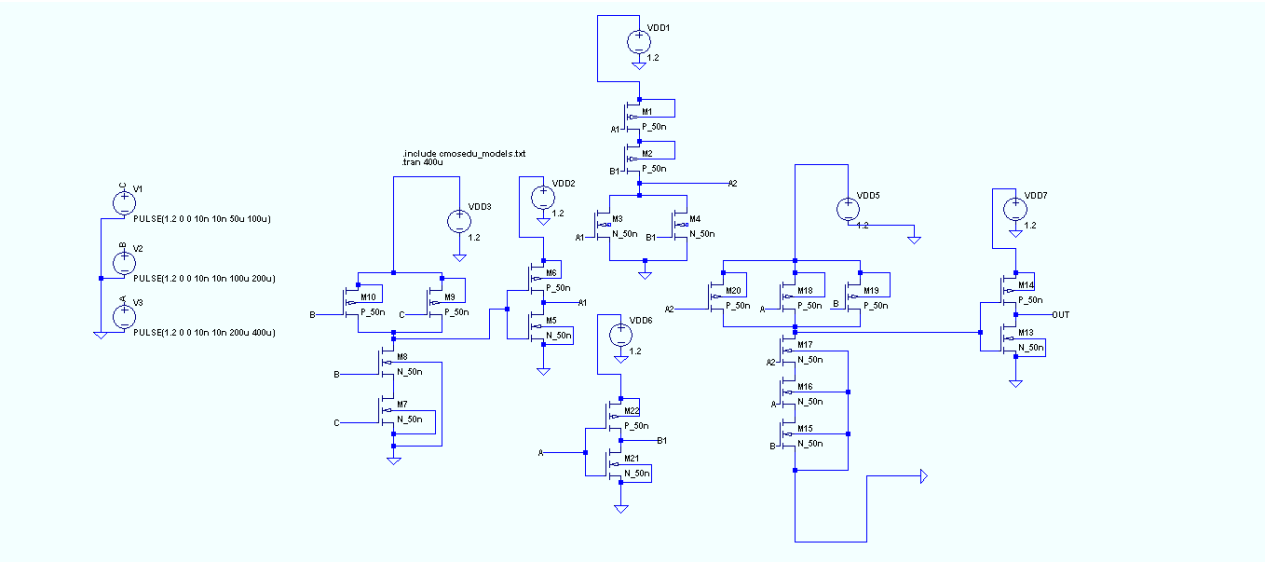 VDD1
1.2
M1
A1
P_50n
M2
B1
P_50n
A2
M3
A1
N_50n
M4
B1
N_50n
.include cmosedu_models.txt
.tran 400u
C
V1
PULSE(1.2 0 0 10n 10n 50u 100u)
B
V2
PULSE(1.2 0 0 10n 10n 100u 200u)
A
V3
PULSE(1.2 0 0 10n 10n 200u 400u)
VDD3
1.2
M10
B
P_50n
M9
C
P_50n
M8
B
N_50n
M7
C
N_50n
VDD2
1.2
M6
P_50n
A1
M5
N_50n
VDD6
1.2
M22
P_50n
A
B1
M21
N_50n
VDD5
1.2
M20
A2
P_50n
M18
A
P_50n
M19
B
P_50n
M17
A2
N_50n
M16
A
N_50n
M15
B
N_50n
VDD7
1.2
M14
P_50n
OUT
M13
N_50n